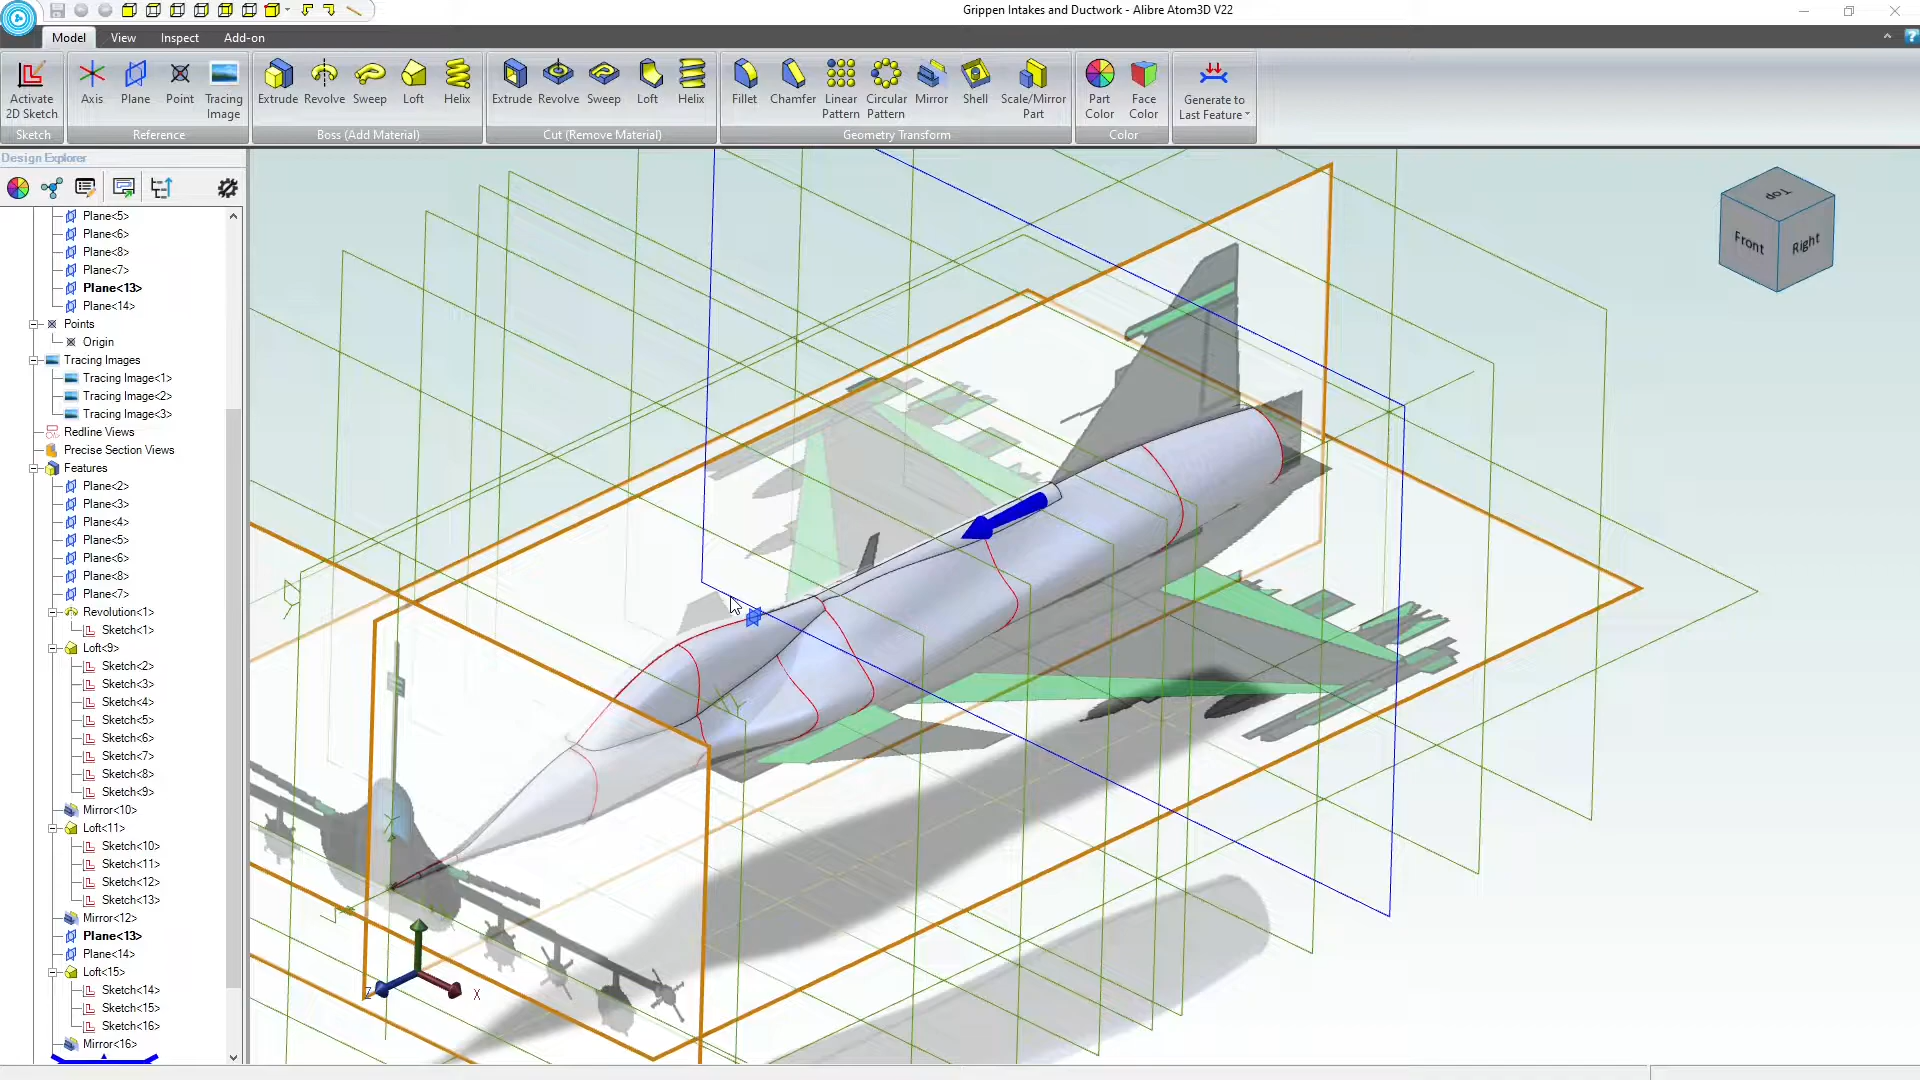 Grippen Intakes and Ductwork - Alibre Atom3D V22
Model View Inspect Add-on
Activate 2D Sketch
Axis Plane Point Tracing Image
Extrude Revolve Sweep Loft Helix
Extrude Revolve Sweep Loft Helix
Fillet Chamfer Linear Pattern Circular Pattern Mirror Shell Scale/Mirror Part
Part Color Face Color
Generate to Last Feature
Sketch Reference Boss (Add Material) Cut (Remove Material) Geometry Transform Color
Design Explorer
Plane<5>
Plane<6>
Plane<8>
Plane<7>
Plane<13>
Plane<14>
Points
Origin
Tracing Images
Tracing Image<1>
Tracing Image<2>
Tracing Image<3>
Redline Views
Precise Section Views
Features
Plane<2>
Plane<3>
Plane<4>
Plane<5>
Plane<6>
Plane<8>
Plane<7>
Revolution<1>
Sketch<1>
Loft<9>
Sketch<2>
Sketch<3>
Sketch<4>
Sketch<5>
Sketch<6>
Sketch<7>
Sketch<8>
Sketch<9>
Mirror<10>
Loft<11>
Sketch<10>
Sketch<11>
Sketch<12>
Sketch<13>
Mirror<12>
Plane<13>
Plane<14>
Loft<15>
Sketch<14>
Sketch<15>
Sketch<16>
Mirror<16>
Top
Front Right
Z X